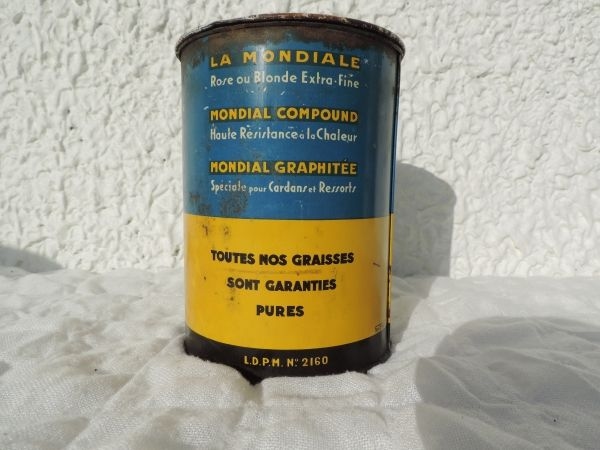 LA MONDIALE
Rose ou Blonde Extra-Fine
MONDIAL COMPOUND
Haute Résistance à la Chaleur
MONDIAL GRAPHITÉE
Spéciale pour Cardans et Ressorts
TOUTES NOS GRAISSES
SONT GARANTIES
PURES
L.D.P.M. No 2160